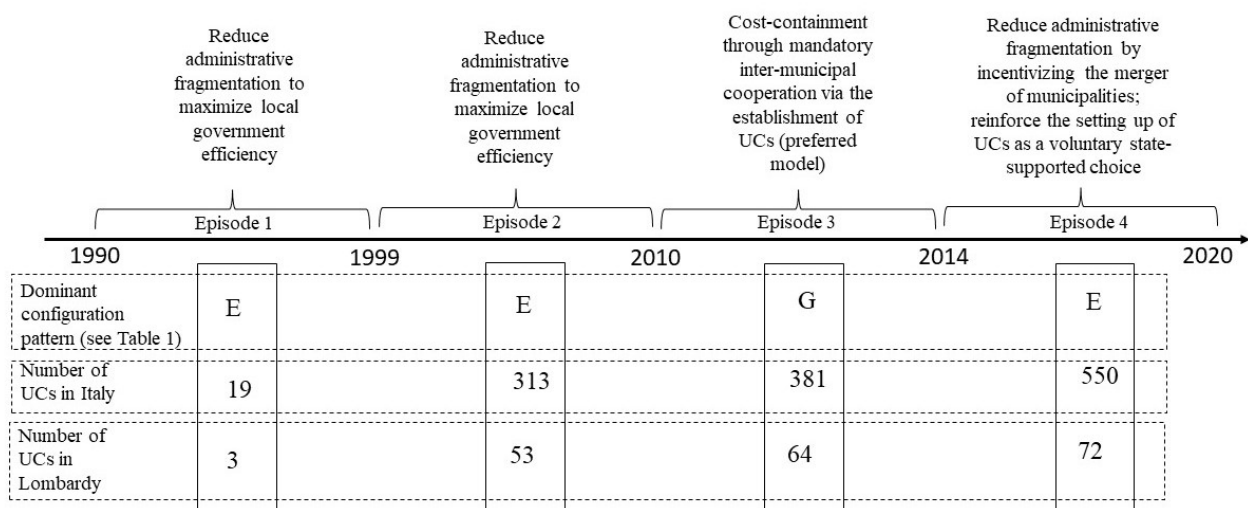 Reduce
administrative
fragmentation to
maximize local
government
efficiency
Reduce
administrative
fragmentation to
maximize local
government
efficiency
Cost-containment
through mandatory
inter-municipal
cooperation via the
establishment of
UCs (preferred
model)
Reduce administrative
fragmentation by
incentivizing the merger
of municipalities;
reinforce the setting up of
UCs as a voluntary state-
supported choice
Episode 1
Episode 2
Episode 3
Episode 4
1990
1999
2010
2014
2020
Dominant
configuration
pattern (see Table 1)
E
E
G
E
Number of
UCs in Italy
19
313
381
550
Number of
UCs in
Lombardy
3
53
64
72